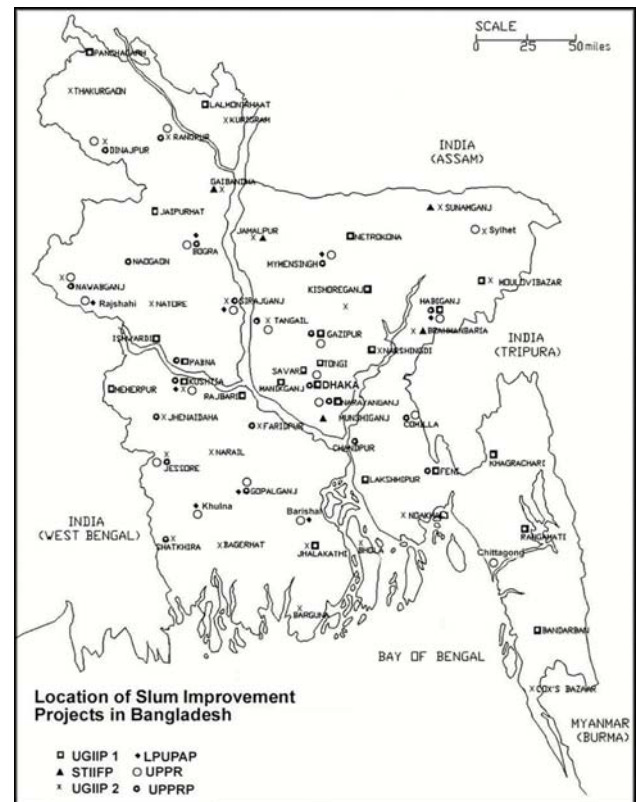 SCALE
0 25 50 miles
PANCHAGARH
THAKURGAON
LALMONIRHAAT
KURIGRAM
RANGPUR
DINAJPUR
INDIA
(ASSAM)
GAIBANDHA
SUNAMGANJ
JAIPURHAT
JAMALPUR
NETROKONA
Sylhet
BOGRA
NAOGAON
MYMENSINGH
NAWABGANJ
KISHOREGANJ
MOULOVIBAZAR
Rajshahi
NATORE
SIRAJGANJ
HABIGANJ
TANGAIL
BRAHMANBARIA
ISHWARDI
GAZIPUR
INDIA
(TRIPURA)
PABNA
TONGI
NARSHINGDI
SAVAR
MEHERPUR
KUSHTIA
MANIKGANJ
DHAKA
RAJBARI
NARAYANGANJ
JHENAIDAHA
FARIDPUR
MUNSHIGANJ
COMILLA
CHANDPUR
NARAIL
KHAGRACHARI
JESSORE
FENI
GOPALGANJ
LAKSHMIPUR
INDIA
(WEST BENGAL)
Khulna
Barishal
NOAKHALI
RANGAMATI
SHATKHIRA
BAGERHAT
JHALAKATHI
BHOLA
Chittagong
BARGUNA
BANDARBAN
BAY OF BENGAL
COX'S BAZAAR
Location of Slum Improvement
Projects in Bangladesh
MYANMAR
(BURMA)
UGIIP 1 LPUPAP
STIIFP UPPR
UGIIP 2 UPPRP